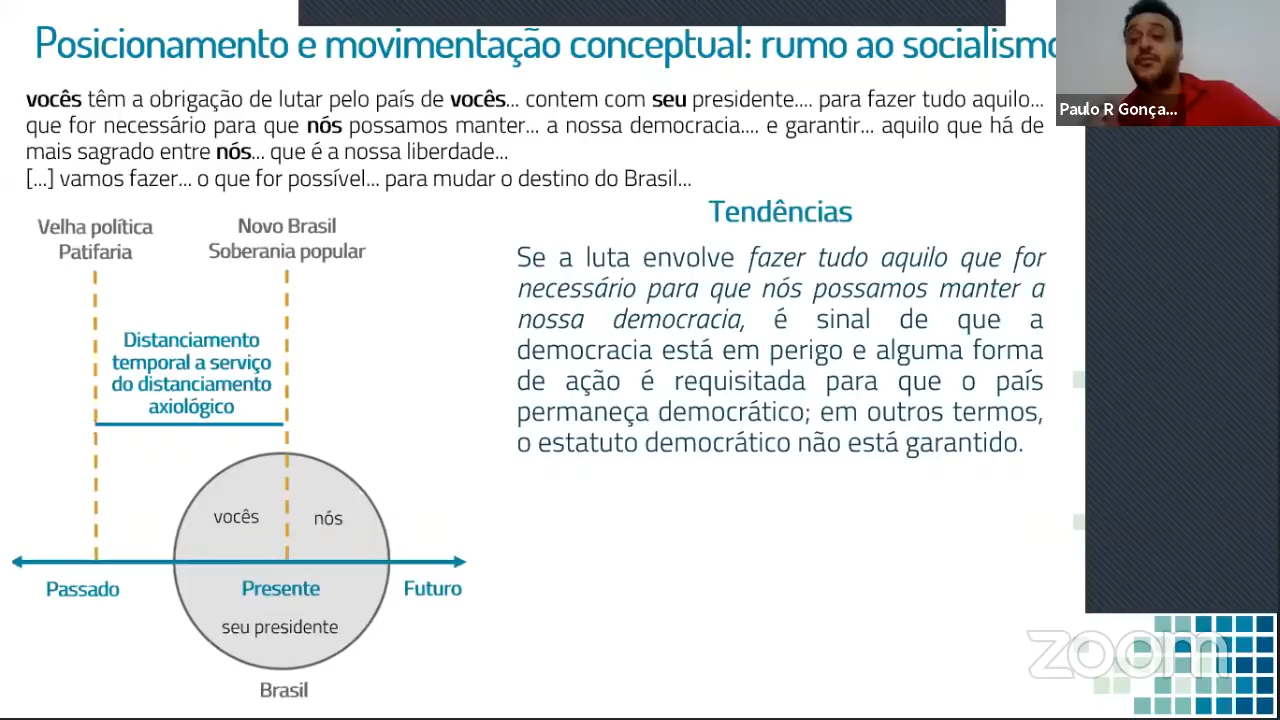 Posicionamento e movimentação conceptual: rumo ao socialismo
Paulo R Gonça...
vocês têm a obrigação de lutar pelo país de vocês... contem com seu presidente.... para fazer tudo aquilo...
que for necessário para que nós possamos manter... a nossa democracia.... e garantir... aquilo que há de
mais sagrado entre nós... que é a nossa liberdade...
[...] vamos fazer... o que for possível... para mudar o destino do Brasil...
Velha política
Patifaria
Novo Brasil
Soberania popular
Distanciamento
temporal a serviço
do distanciamento
axiológico
vocês
nós
Passado
Presente
Futuro
seu presidente
Brasil
Tendências
Se a luta envolve fazer tudo aquilo que for
necessário para que nós possamos manter a
nossa democracia, é sinal de que a
democracia está em perigo e alguma forma
de ação é requisitada para que o país
permaneça democrático; em outros termos,
o estatuto democrático não está garantido.
zoom